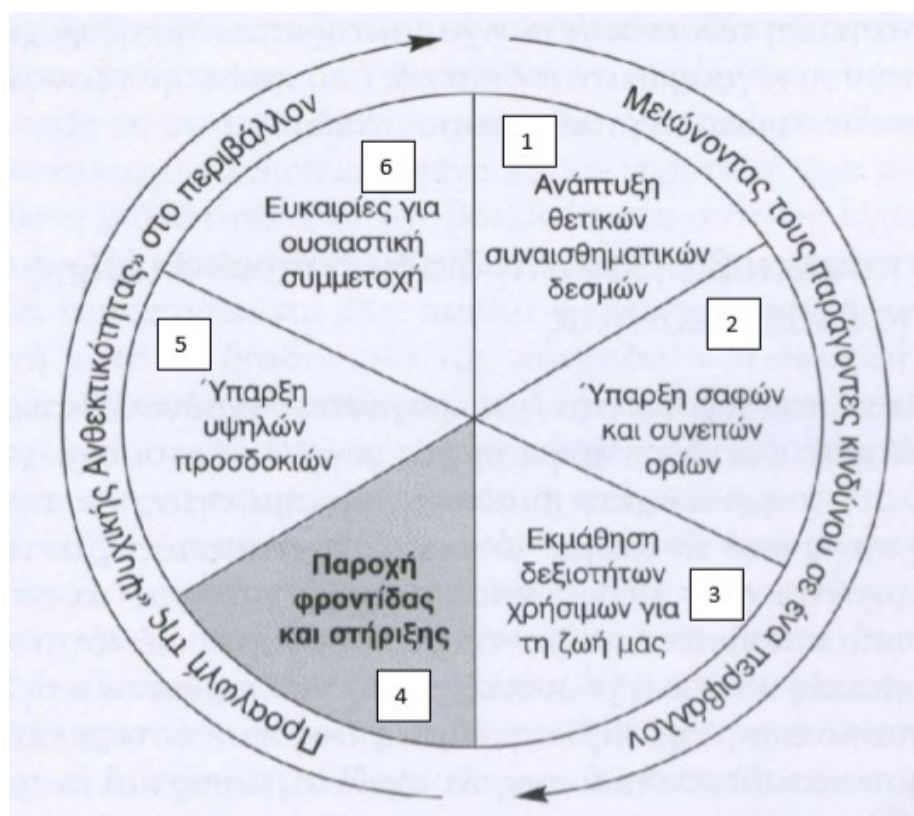 Μειώνοντας τους παράγοντες κινδύνου σε ένα περιβάλλον
Προαγωγή της «ψυχικής Ανθεκτικότητας» στο περιβάλλον
1
Ανάπτυξη
θετικών
συναισθηματικών
δεσμών
2
Ύπαρξη σαφών
και συνεπών
ορίων
3
Εκμάθηση
δεξιοτήτων
χρήσιμων για
τη ζωή μας
4
Παροχή
φροντίδας
και στήριξης
5
Ύπαρξη
υψηλών
προσδοκιών
6
Ευκαιρίες για
ουσιαστική
συμμετοχή